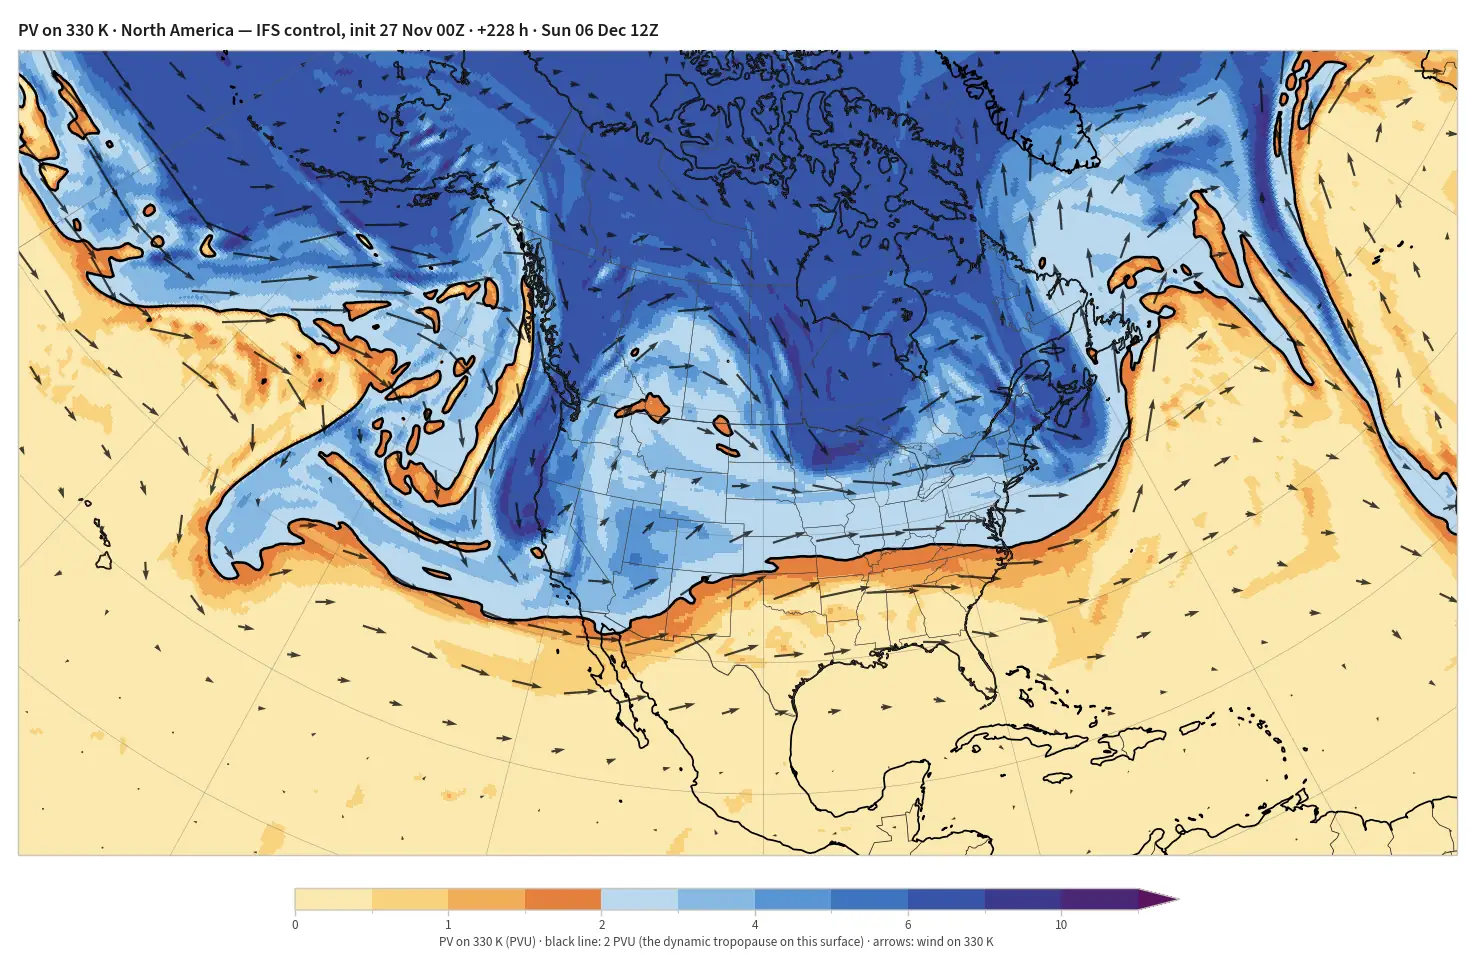 PV on 330 K · North America — IFS control, init 27 Nov 00Z · +228 h · Sun 06 Dec 12Z
0 1 2 4 6 10
PV on 330 K (PVU) · black line: 2 PVU (the dynamic tropopause on this surface) · arrows: wind on 330 K